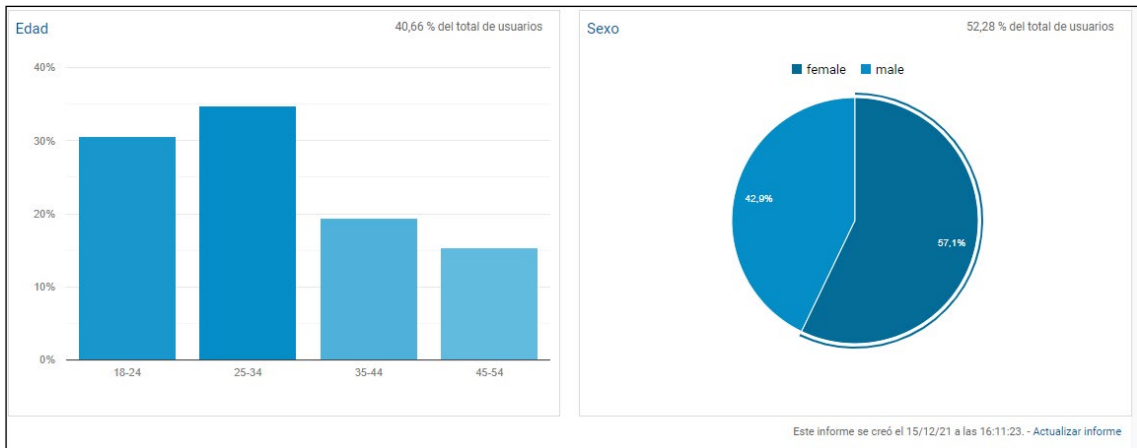 Edad
40,66 % del total de usuarios
40%
30%
20%
10%
0%
18-24
25-34
35-44
45-54
Sexo
52,28 % del total de usuarios
female
male
42,9%
57,1%
Este informe se creó el 15/12/21 a las 16:11:23. - Actualizar informe